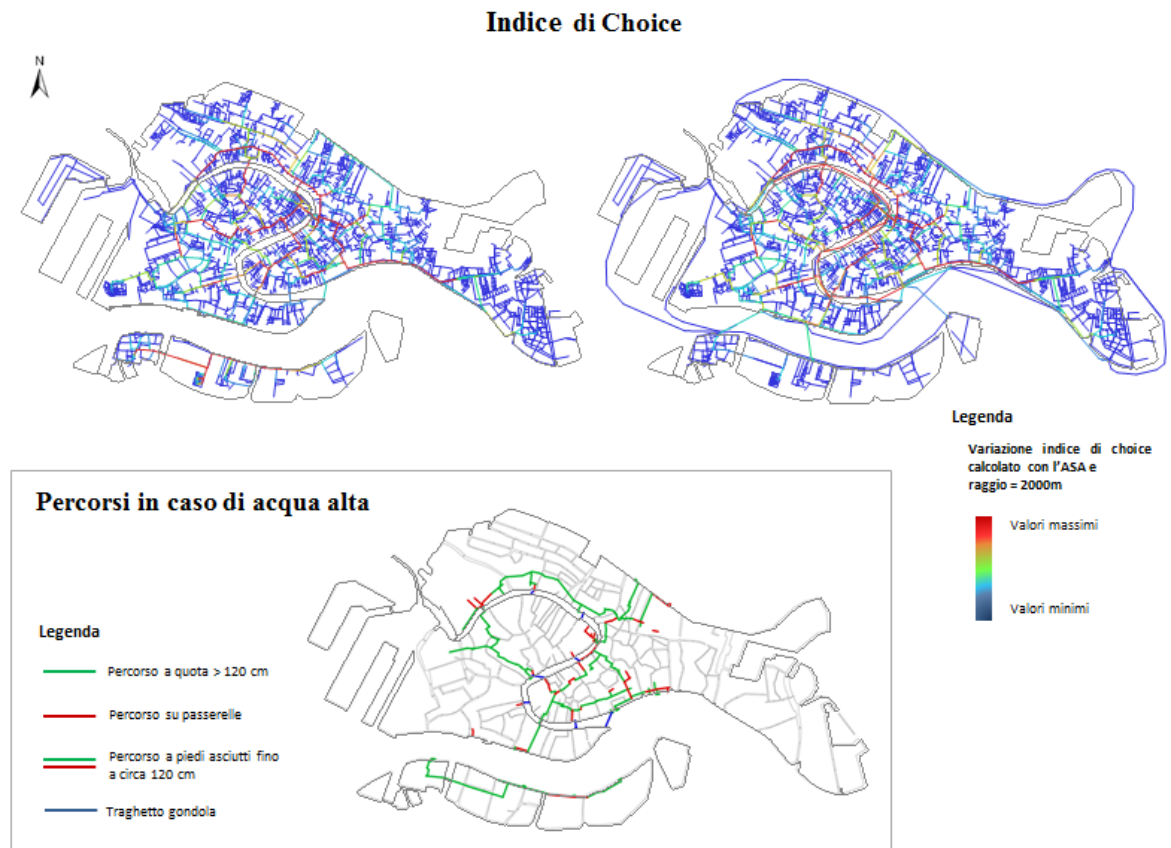 Indice di Choice
N
Legenda
Variazione indice di choice
calcolato con l'ASA e
raggio = 2000m
Valori massimi
Valori minimi
Percorsi in caso di acqua alta
Legenda
Percorso a quota > 120 cm
Percorso su passerelle
Percorso a piedi asciutti fino
a circa 120 cm
Traghetto gondola